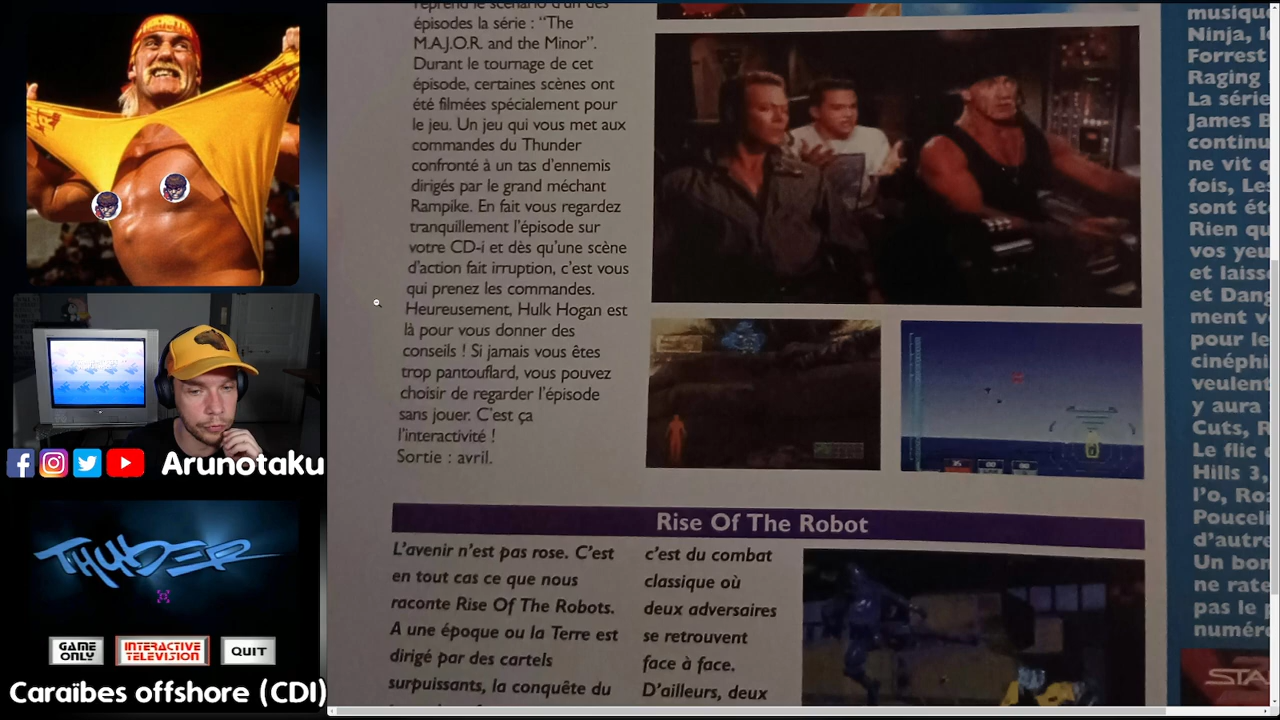 reprend le scénario d'un des
épisodes la série : "The
M.A.J.O.R. and the Minor".
Durant le tournage de cet
épisode, certaines scènes ont
été filmées spécialement pour
le jeu. Un jeu qui vous met aux
commandes du Thunder
confronté à un tas d'ennemis
dirigés par le grand méchant
Rampike. En fait vous regardez
tranquillement l'épisode sur
votre CD-i et dès qu'une scène
d'action fait irruption, c'est vous
qui prenez les commandes.
Heureusement, Hulk Hogan est
là pour vous donner des
conseils ! Si jamais vous êtes
trop pantouflard, vous pouvez
choisir de regarder l'épisode
sans jouer. C'est ça
l'interactivité !
Sortie : avril.
Rise Of The Robot
L'avenir n'est pas rose. C'est
en tout cas ce que nous
raconte Rise Of The Robots.
A une époque ou la Terre est
dirigé par des cartels
surpuissants, la conquête du
c'est du combat
classique où
deux adversaires
se retrouvent
face à face.
D'ailleurs, deux
musique
Ninja, l
Forrest
Raging
La série
James B
continu
ne vit q
fois, Les
sont ét
Rien qu
vos yeu
et laiss
et Dang
ment v
pour le
cinéphi
veulent
y aura
Cuts, R
Le flic
Hills 3,
l'o, Ro
Pouceli
d'autre
Un bon
ne rate
pas le
numér
STA
Arunotaku
THUNDER
GAME
ONLY
INTERACTIVE
TELEVISION
QUIT
Caraïbes offshore (CDI)